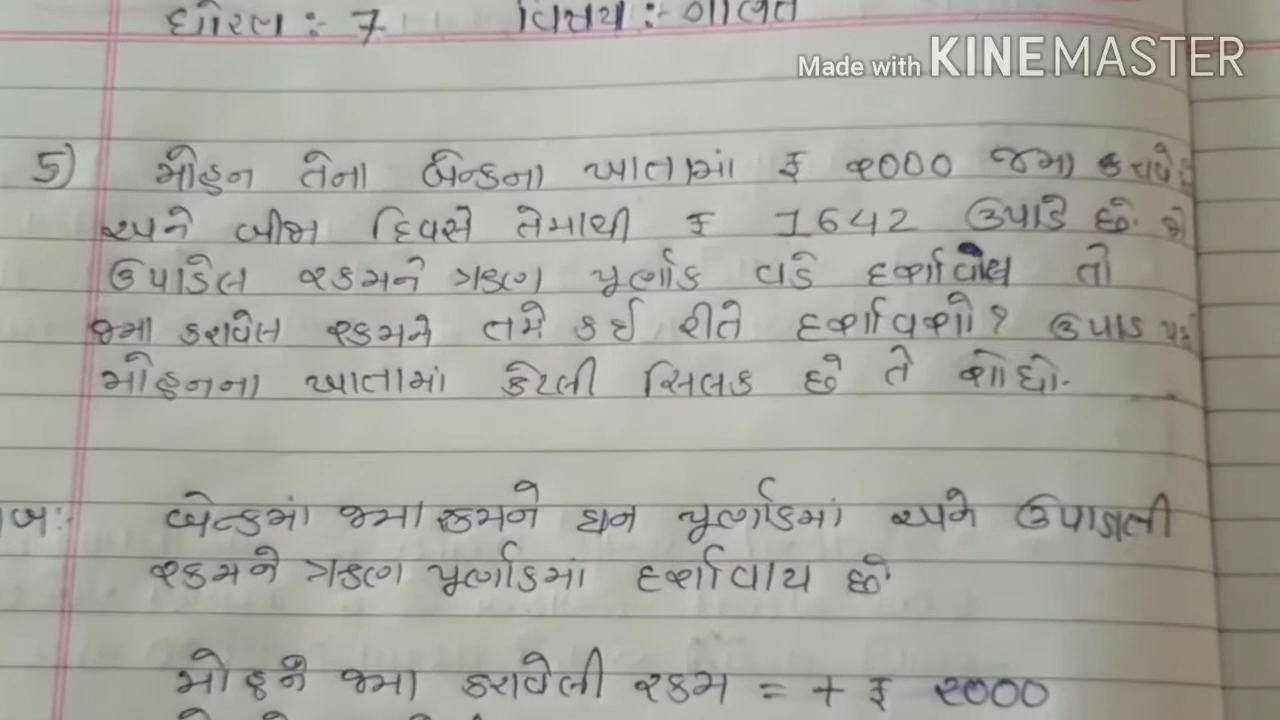 ધોરણ :- 7 વિષય :- ગણિત
Made with KINEMASTER
5) મોહન તેના બેન્કના ખાતામાં ₹ ૨000 જમા કરાવે છે
અને બીજા દિવસે તેમાથી ₹ 1642 ઉપાડે છે. જો
ઉપાડેલ રકમને ઋણ પૂર્ણાંક વડે દર્શાવીએ તો
જમા કરાવેલ રકમને તમે કઈ રીતે દર્શાવશો? ઉપાડ પછી
મોહનના ખાતામાં કેટલી સિલક છે તે શોધો.
જ:- બેન્કમાં જમા રકમને ધન પૂર્ણાંકમાં અને ઉપાડાલી
રકમને ઋણ પૂર્ણાંકમા દર્શાવાય છે
મોહને જમા કરાવેલી રકમ = + ₹ ૨000